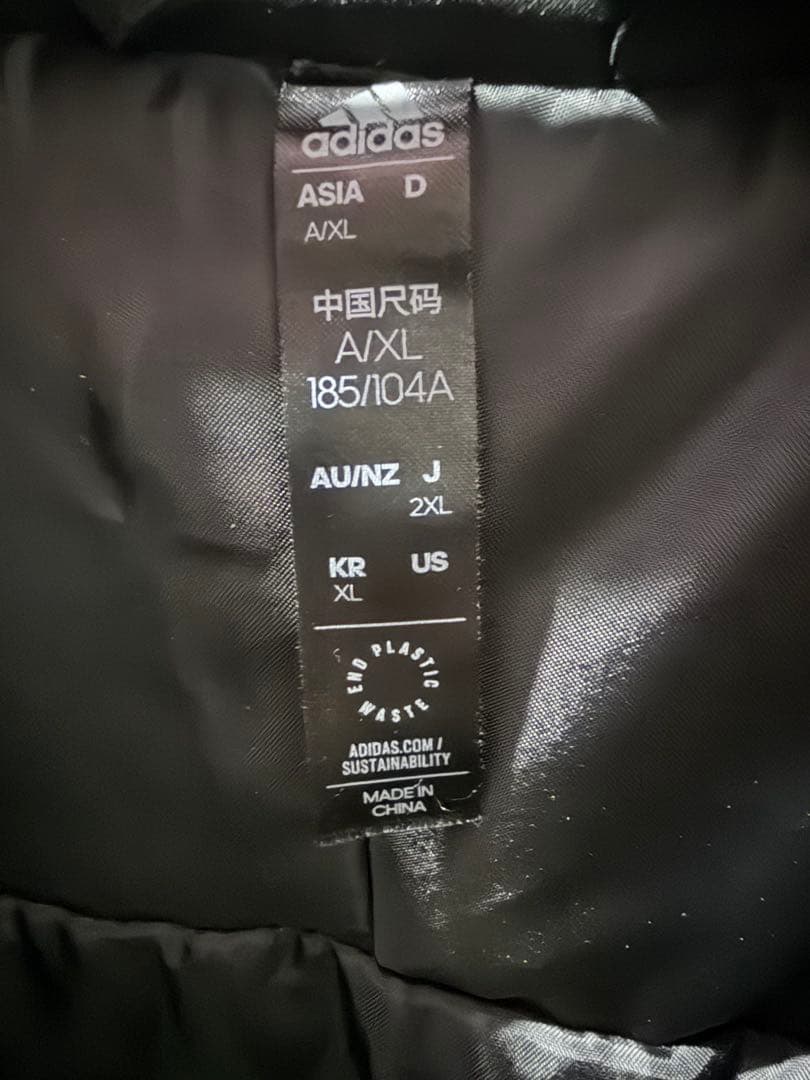 adidas
ASIA D
A/XL
中国尺码
A/XL
185/104A
AU/NZ J
2XL
KR US
XL
END PLASTIC WASTE
ADIDAS.COM/
SUSTAINABILITY
MADE IN
CHINA